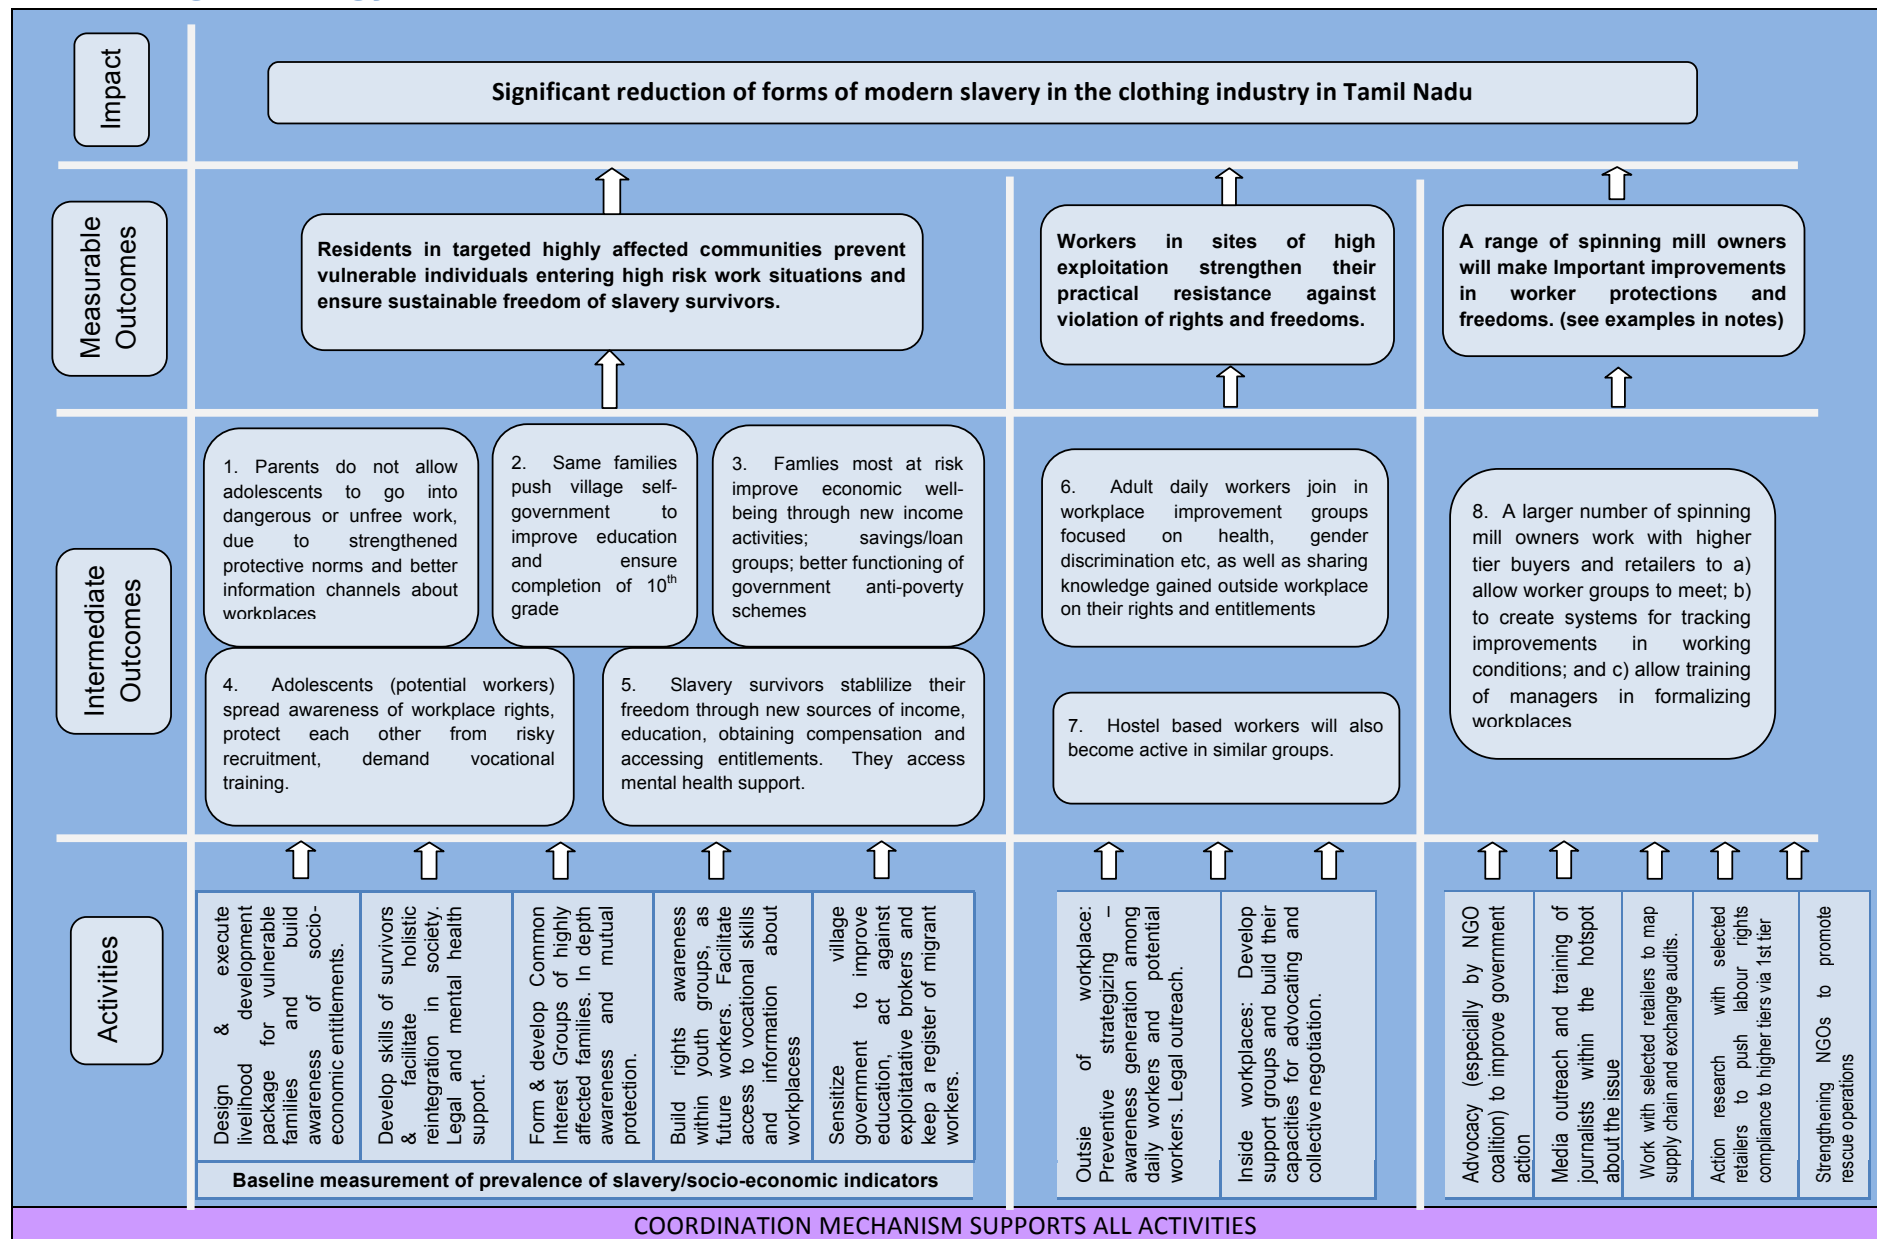 Impact
Significant reduction of forms of modern slavery in the clothing industry in Tamil Nadu
Measurable
Outcomes
Residents in targeted highly affected communities prevent
vulnerable individuals entering high risk work situations and
ensure sustainable freedom of slavery survivors.
Workers in sites of high
exploitation strengthen their
practical resistance against
violation of rights and freedoms.
A range of spinning mill owners
will make Important improvements
in worker protections and
freedoms. (see examples in notes)
Intermediate
Outcomes
1. Parents do not allow
adolescents to go into
dangerous or unfree work,
due to strengthened
protective norms and better
information channels about
workplaces
2. Same families
push village self-
government to
improve education
and ensure
completion of 10th
grade
3. Famlies most at risk
improve economic well-
being through new income
activities; savings/loan
groups; better functioning of
government anti-poverty
schemes
4. Adolescents (potential workers)
spread awareness of workplace rights,
protect each other from risky
recruitment, demand vocational
training.
5. Slavery survivors stablilize their
freedom through new sources of income,
education, obtaining compensation and
accessing entitlements. They access
mental health support.
6. Adult daily workers join in
workplace improvement groups
focused on health, gender
discrimination etc, as well as sharing
knowledge gained outside workplace
on their rights and entitlements
7. Hostel based workers will also
become active in similar groups.
8. A larger number of spinning
mill owners work with higher
tier buyers and retailers to a)
allow worker groups to meet; b)
to create systems for tracking
improvements in working
conditions; and c) allow training
of managers in formalizing
workplaces
Activities
Design & execute
livelihood development
package for vulnerable
families and build
awareness of socio-
economic entitlements.
Develop skills of survivors
& facilitate holistic
reintegration in society.
Legal and mental health
support.
Form & develop Common
Interest Groups of highly
affected families. In depth
awareness and mutual
protection.
Build rights awareness
within youth groups, as
future workers. Facilitate
access to vocational skills
and information about
workplacess
Sensitize village
government to improve
education, act against
exploitatative brokers and
keep a register of migrant
workers.
Baseline measurement of prevalence of slavery/socio-economic indicators
Outsie of workplace:
Preventive strategizing –
awareness generation among
daily workers and potential
workers. Legal outreach.
Inside workplaces: Develop
support groups and build their
capacities for advocating and
collective negotiation.
Advocacy (especially by NGO
coalition) to improve government
action
Media outreach and training of
journalists within the hotspot
about the issue
Work with selected retailers to map
supply chain and exchange audits.
Action research with selected
retailers to push labour rights
compliance to higher tiers via 1st tier
Strengthening NGOs to promote
rescue operations
COORDINATION MECHANISM SUPPORTS ALL ACTIVITIES